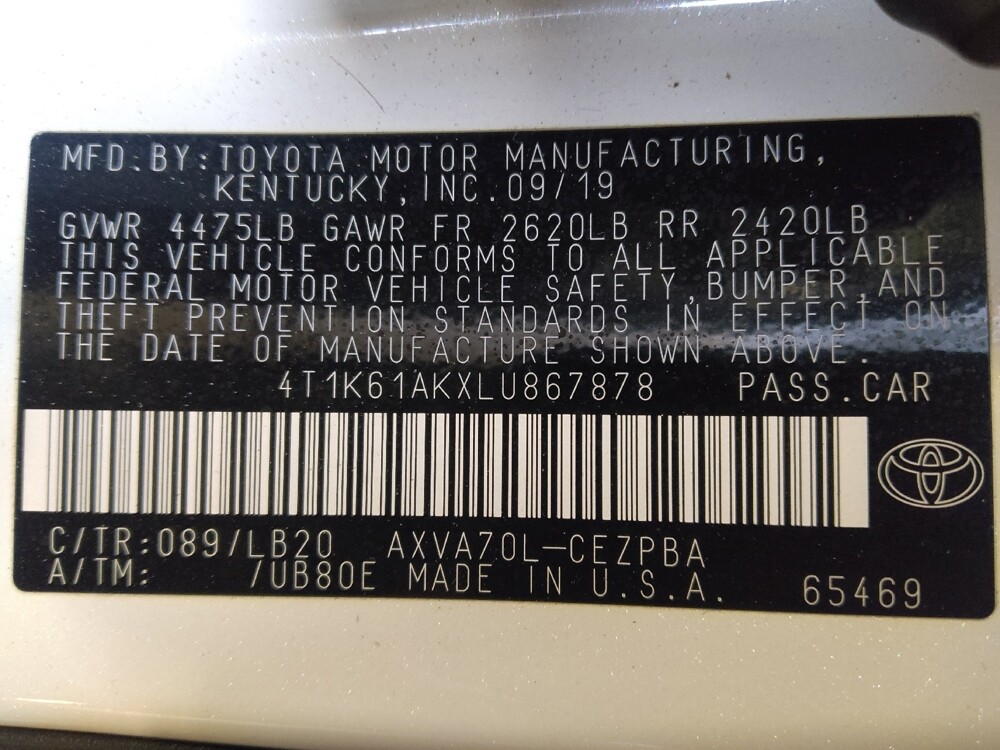 MFD.BY:TOYOTA MOTOR MANUFACTURING,
KENTUCKY,INC.09/19
GVWR 4475LB GAWR FR 2620LB RR 2420LB
THIS VEHICLE CONFORMS TO ALL APPLICABLE
FEDERAL MOTOR VEHICLE SAFETY,BUMPER,AND
THEFT PREVENTION STANDARDS IN EFFECT ON
THE DATE OF MANUFACTURE SHOWN ABOVE.
4T1K61AKXLU867878 PASS.CAR
C/TR:089/LB20 AXVA70L-CEZPBA
A/TM: /UB80E MADE IN U.S.A. 65469